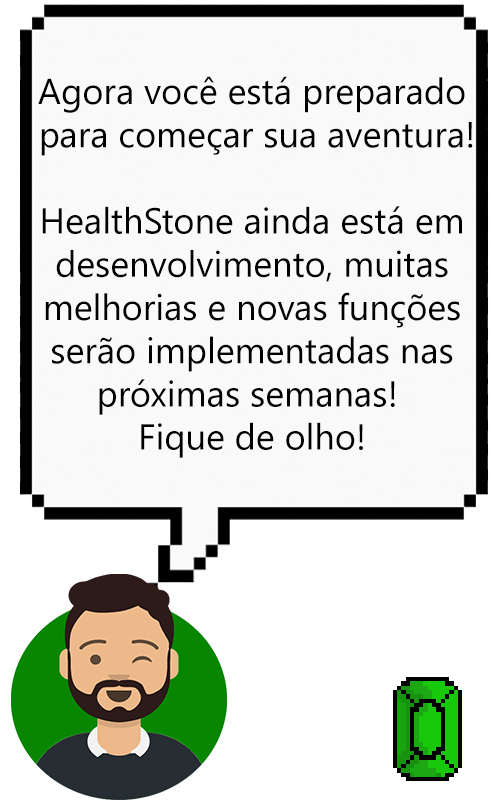 Agora você está preparado
para começar sua aventura!
HealthStone ainda está em
desenvolvimento, muitas
melhorias e novas funções
serão implementadas nas
próximas semanas!
Fique de olho!